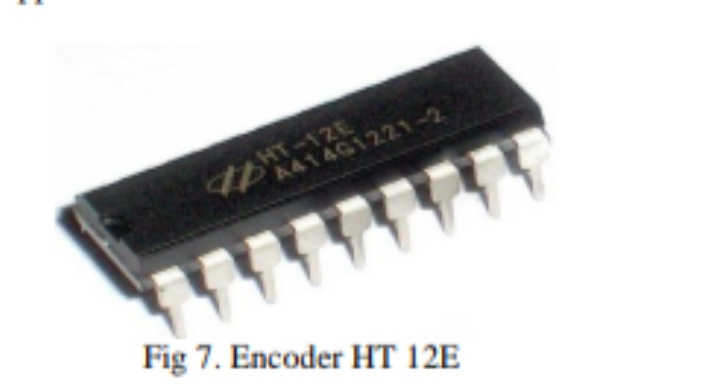 HT-12E
A414G1221-2
Fig 7. Encoder HT 12E